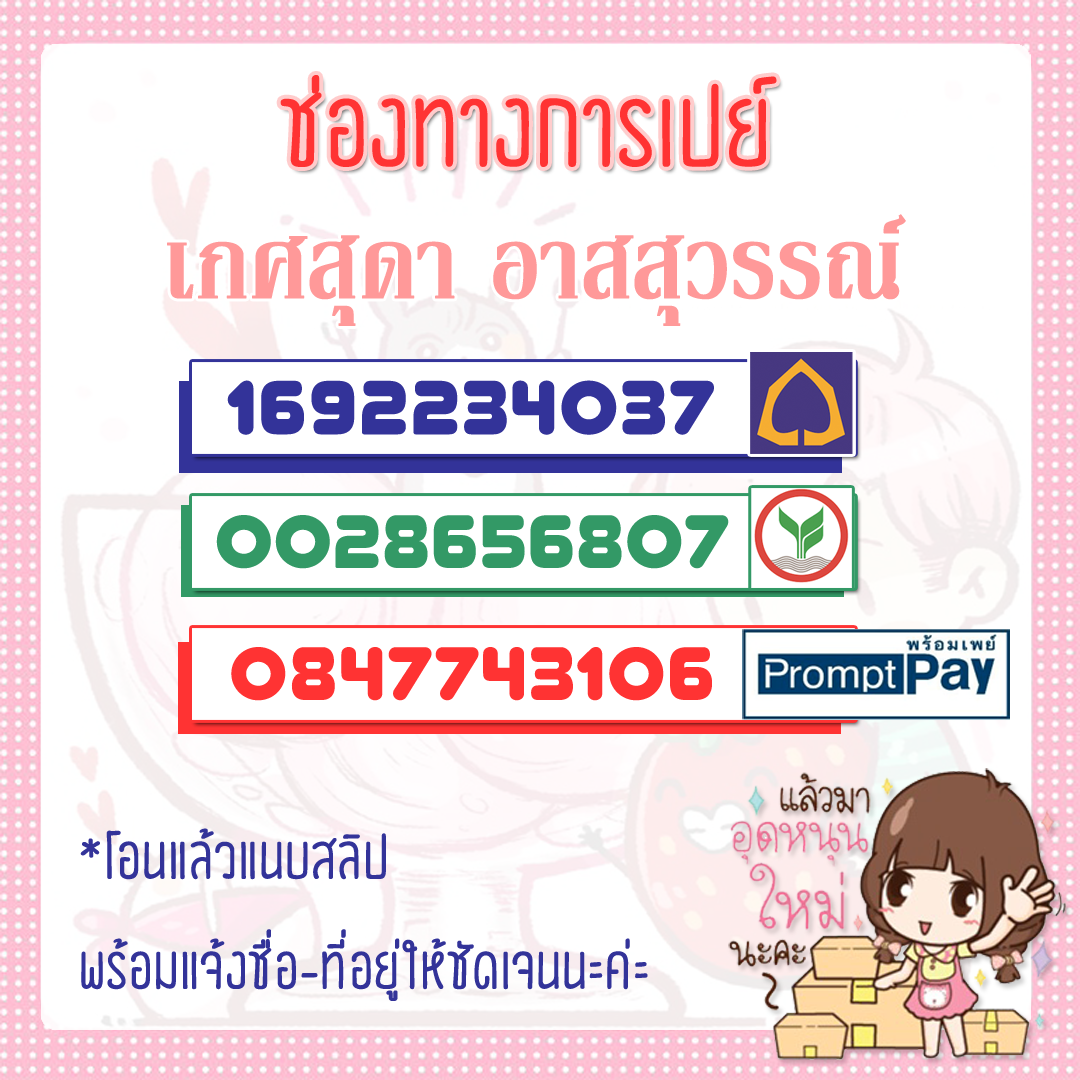 ช่องทางการเปย์
เกศสุดา อาสสุวรรณ์
1692234037
0028656807
0847743106
พร้อมเพย์
PromptPay
*โอนแล้วแนบสลิป
พร้อมแจ้งชื่อ-ที่อยู่ให้ชัดเจนนะค่ะ
แล้วมา
อุดหนุน
ใหม่
นะคะ